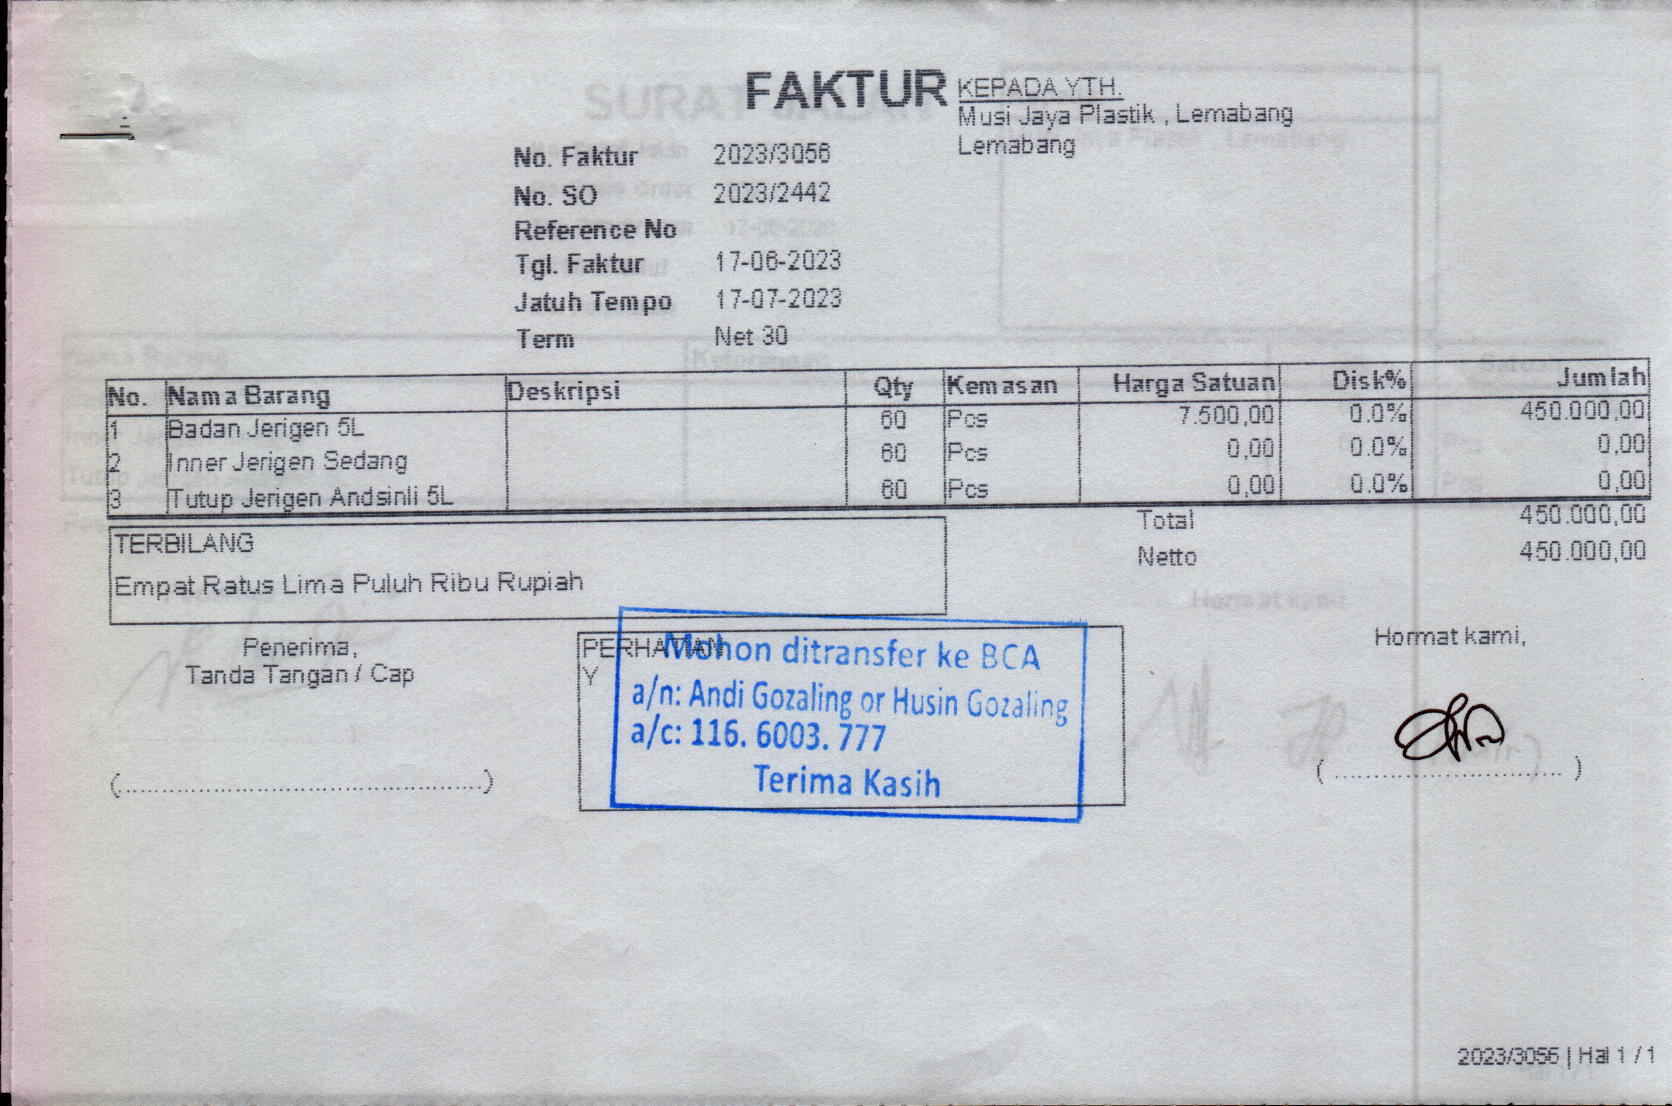 FAKTUR
KEPADA YTH.
Musi Jaya Plastik , Lemabang
Lemabang
No. Faktur 2023/3056
No. SO 2023/2442
Reference No
Tgl. Faktur 17-06-2023
Jatuh Tempo 17-07-2023
Term Net 30
No. Nama Barang Deskripsi Qty Kemasan Harga Satuan Disk% Jumlah
1 Badan Jerigen 5L 60 Pcs 7.500,00 0.0% 450.000,00
2 Inner Jerigen Sedang 60 Pcs 0,00 0.0% 0,00
3 Tutup Jerigen Andsinli 5L 60 Pcs 0,00 0.0% 0,00
Total 450.000,00
Netto 450.000,00
TERBILANG
Empat Ratus Lima Puluh Ribu Rupiah
Penerima,
Tanda Tangan / Cap
(..........................................)
PERHATIAN
Y
Mohon ditransfer ke BCA
a/n: Andi Gozaling or Husin Gozaling
a/c: 116. 6003. 777
Terima Kasih
Hormat kami,
( .......................... )
2023/3056 | Hal 1 / 1